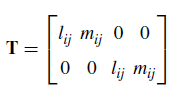 T = [ l_ij m_ij 0 0
0 0 l_ij m_ij ]